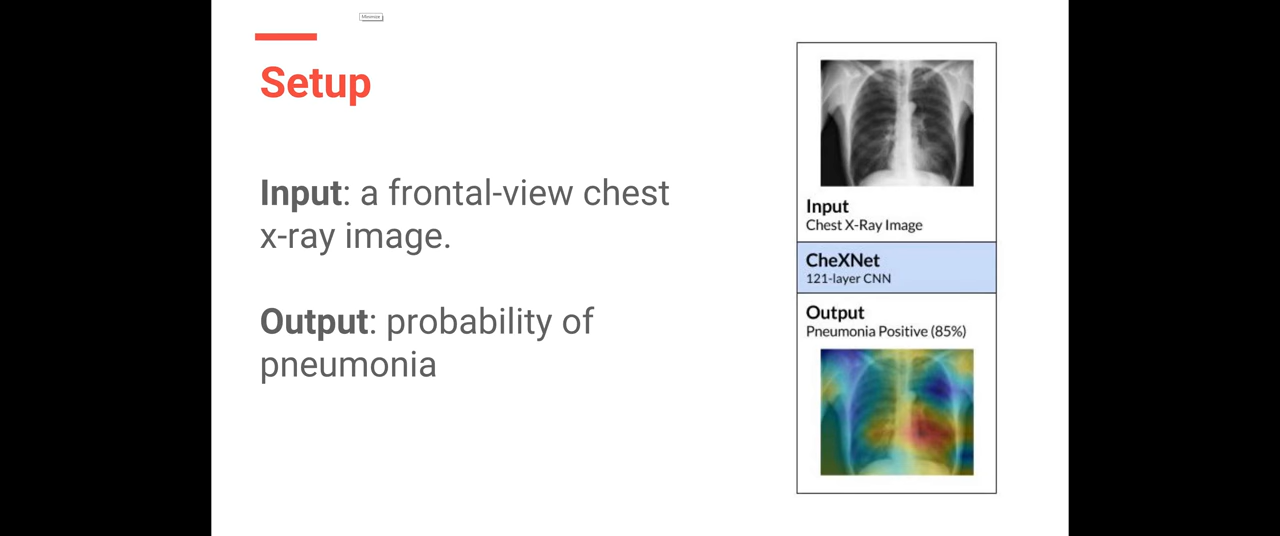 Minimize
Setup
Input: a frontal-view chest
x-ray image.
Output: probability of
pneumonia
Input
Chest X-Ray Image
CheXNet
121-layer CNN
Output
Pneumonia Positive (85%)